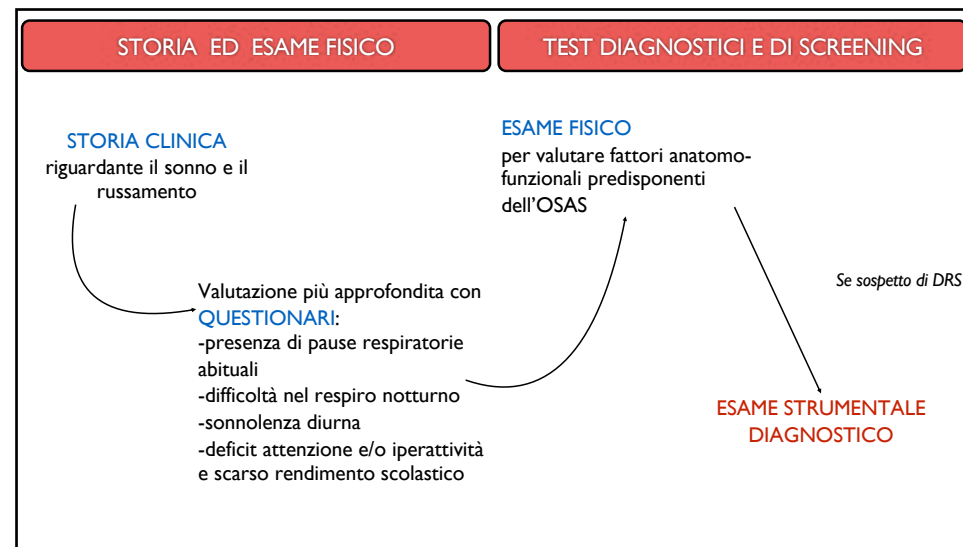 STORIA ED ESAME FISICO
TEST DIAGNOSTICI E DI SCREENING
STORIA CLINICA
riguardante il sonno e il
russamento
Valutazione più approfondita con
QUESTIONARI:
-presenza di pause respiratorie
abituali
-difficoltà nel respiro notturno
-sonnolenza diurna
-deficit attenzione e/o iperattività
e scarso rendimento scolastico
ESAME FISICO
per valutare fattori anatomo-
funzionali predisponenti
dell’OSAS
Se sospetto di DRS
ESAME STRUMENTALE
DIAGNOSTICO